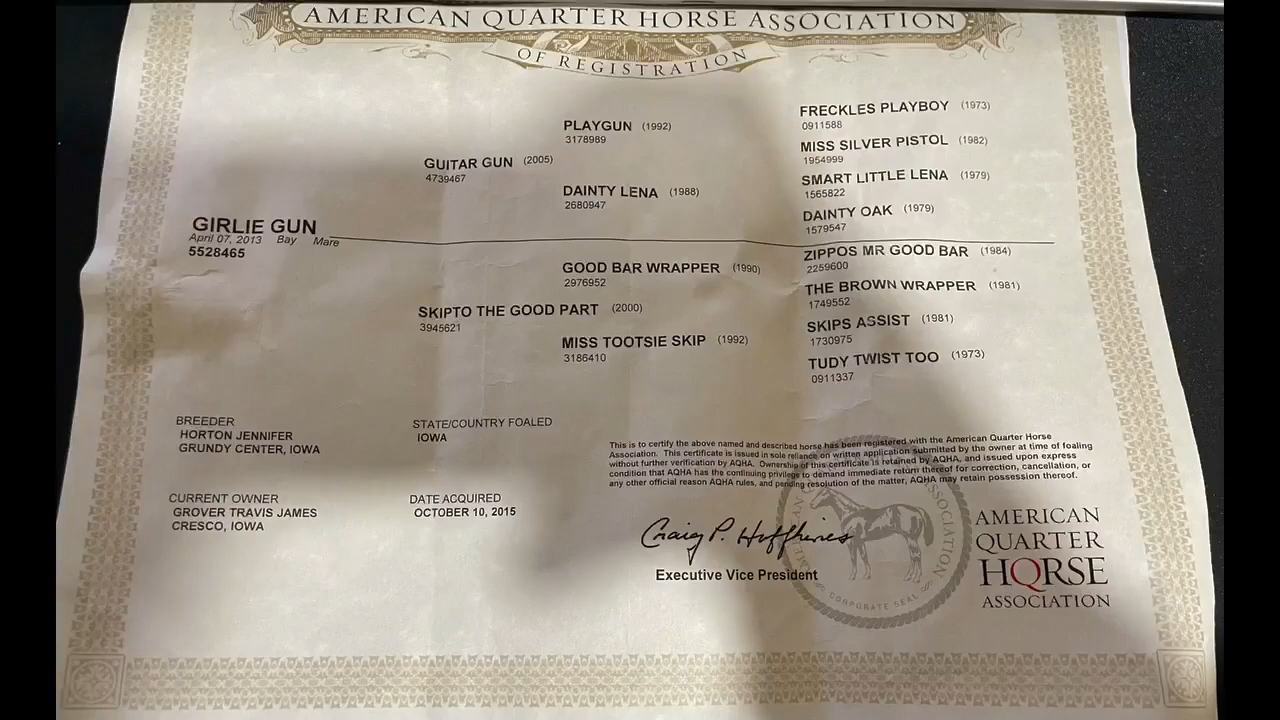 AMERICAN QUARTER HORSE ASSOCIATION
OF REGISTRATION
FRECKLES PLAYBOY (1973)
0911588
PLAYGUN (1992)
3178989
MISS SILVER PISTOL (1982)
1954999
GUITAR GUN (2005)
4739467
SMART LITTLE LENA (1979)
1565822
DAINTY LENA (1988)
2680947
DAINTY OAK (1979)
1579547
GIRLIE GUN
April 07, 2013 Bay Mare
5528465
ZIPPOS MR GOOD BAR (1984)
2259600
GOOD BAR WRAPPER (1990)
2976952
THE BROWN WRAPPER (1981)
1749552
SKIPTO THE GOOD PART (2000)
3945621
SKIPS ASSIST (1981)
1730975
MISS TOOTSIE SKIP (1992)
3186410
TUDY TWIST TOO (1973)
0911337
BREEDER
HORTON JENNIFER
GRUNDY CENTER, IOWA
STATE/COUNTRY FOALED
IOWA
CURRENT OWNER
GROVER TRAVIS JAMES
CRESCO, IOWA
DATE ACQUIRED
OCTOBER 10, 2015
This is to certify the above named and described horse has been registered with the American Quarter Horse
Association. This certificate is issued in sole reliance on written application submitted by the owner at time of foaling
without further verification by AQHA. Ownership of this certificate is retained by AQHA, and issued upon express
condition that AQHA has the continuing privilege to demand immediate return thereof for correction, cancellation, or
any other official reason AQHA rules, and pending resolution of the matter, AQHA may retain possession thereof.
Craig P. Huffhines
Executive Vice President
ASSOCIATION
CORPORATE SEAL
AMERICAN
QUARTER
HORSE
ASSOCIATION